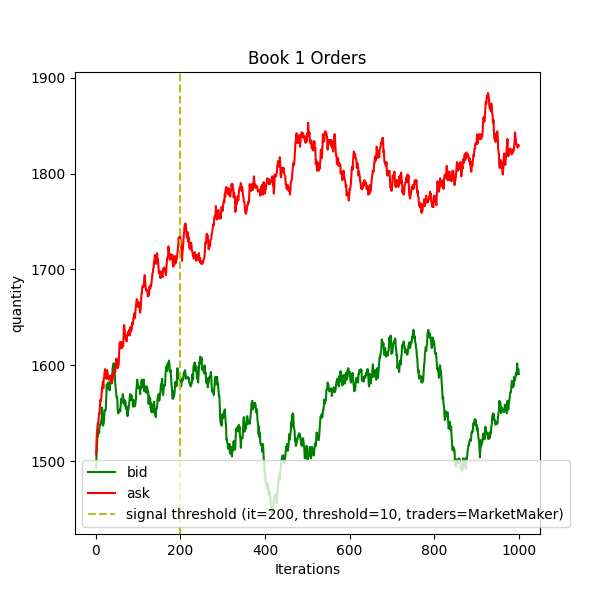 Book 1 Orders
quantity
1900
1800
1700
1600
1500
bid
ask
signal threshold (it=200, threshold=10, traders=MarketMaker)
0 200 400 600 800 1000
Iterations